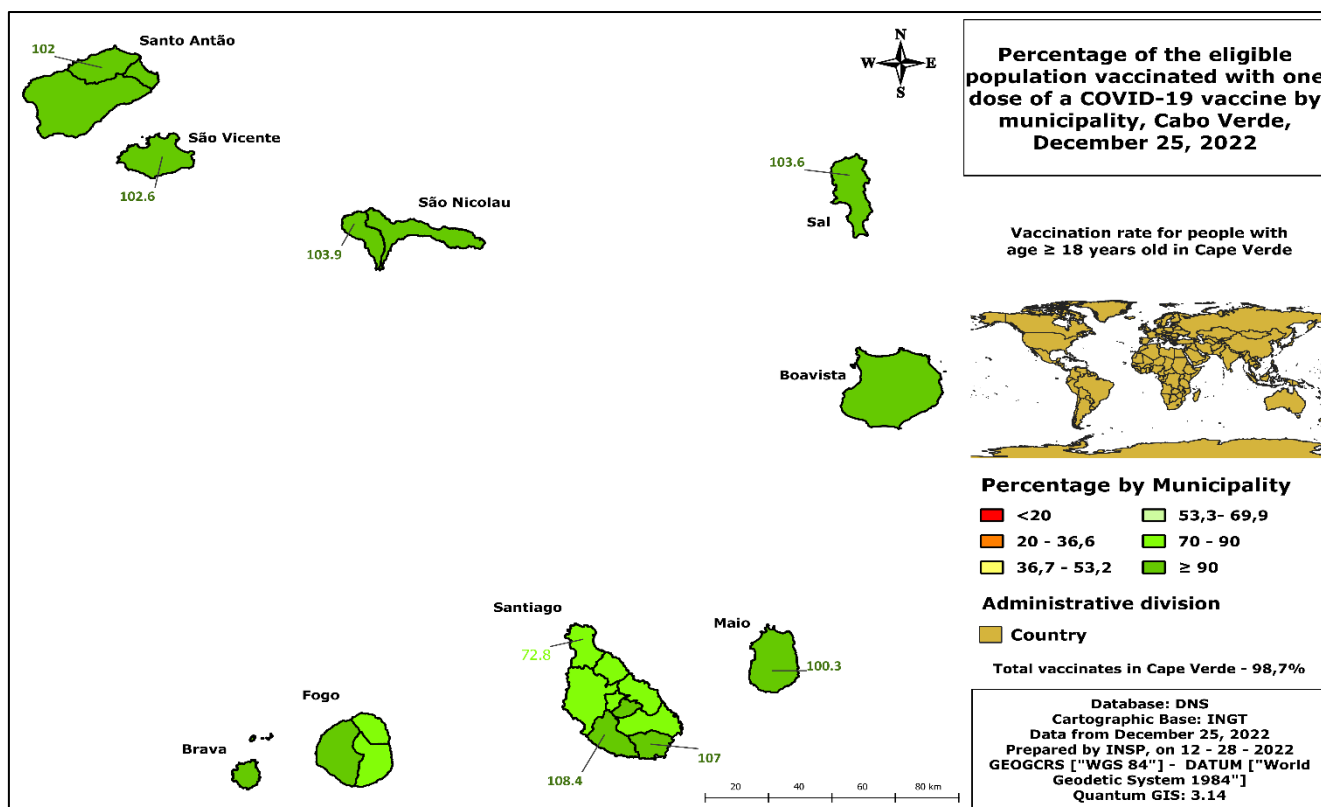 Santo Antão
102
São Vicente
102.6
São Nicolau
103.9
N
W E
S
103.6
Sal
Boavista
Santiago
72.8
Maio
100.3
Fogo
Brava
107
108.4
20 40 60 80 km
Percentage of the eligible
population vaccinated with one
dose of a COVID-19 vaccine by
municipality, Cabo Verde,
December 25, 2022
Vaccination rate for people with
age ≥ 18 years old in Cape Verde
Percentage by Municipality
<20
20 - 36,6
36,7 - 53,2
53,3- 69,9
70 - 90
≥ 90
Administrative division
Country
Total vaccinates in Cape Verde - 98,7%
Database: DNS
Cartographic Base: INGT
Data from December 25, 2022
Prepared by INSP, on 12 - 28 - 2022
GEOGCRS ["WGS 84"] - DATUM ["World
Geodetic System 1984"]
Quantum GIS: 3.14